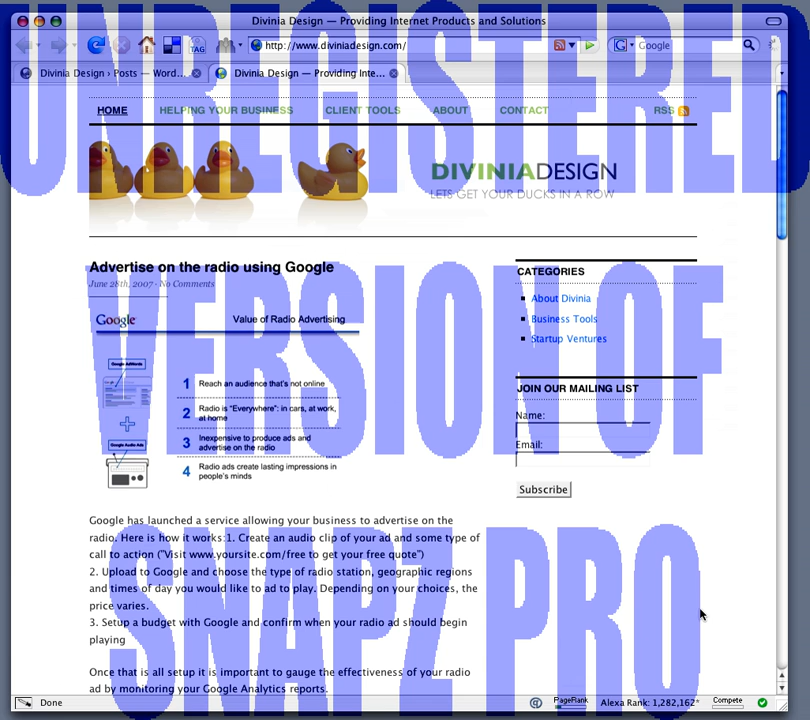 Divinia Design — Providing Internet Products and Solutions
TAG
http://www.diviniadesign.com/
G Google
Divinia Design › Posts — Word...
Divinia Design — Providing Inte...
HOME HELPING YOUR BUSINESS CLIENT TOOLS ABOUT CONTACT RSS
UNREGISTERED
DIVINIADESIGN
LETS GET YOUR DUCKS IN A ROW
Advertise on the radio using Google
June 28th, 2007 · No Comments
Google Value of Radio Advertising
Google AdWords
Google Audio Ads
1 Reach an audience that's not online
2 Radio is "Everywhere": in cars, at work,
at home
3 Inexpensive to produce ads and
advertise on the radio
4 Radio ads create lasting impressions in
people's minds
CATEGORIES
About Divinia
Business Tools
Startup Ventures
JOIN OUR MAILING LIST
Name:
Email:
Subscribe
VERSION OF
Google has launched a service allowing your business to advertise on the
radio. Here is how it works:1. Create an audio clip of your ad and some type of
call to action ("Visit www.yoursite.com/free to get your free quote")
2. Upload to Google and choose the type of radio station, geographic regions
and times of day you would like to ad to play. Depending on your choices, the
price varies.
3. Setup a budget with Google and confirm when your radio ad should begin
playing
Once that is all setup it is important to gauge the effectiveness of your radio
ad by monitoring your Google Analytics reports.
SNAPZ PRO
Done
@ PageRank Alexa Rank: 1,282,162* Compete